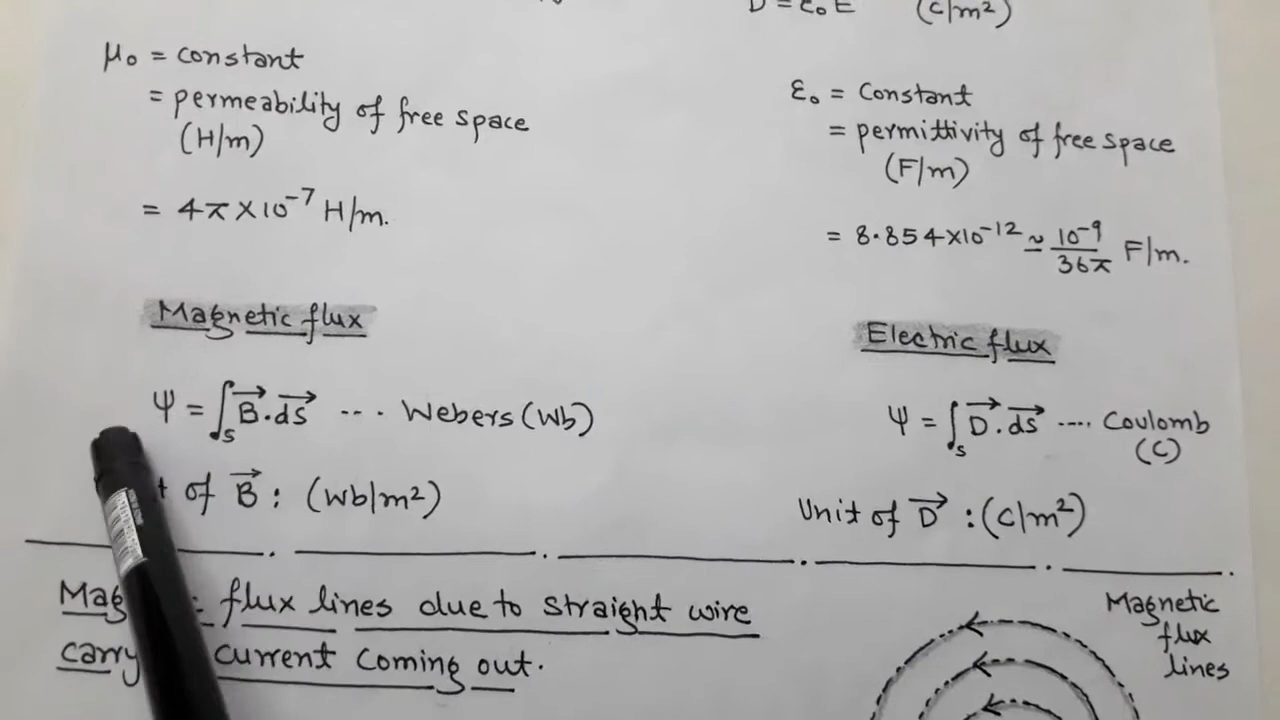 D = ε₀E (C/m²)
μ₀ = constant
= permeability of free space
(H/m)
= 4π×10⁻⁷ H/m.
ε₀ = Constant
= permittivity of free space
(F/m)
= 8.854×10⁻¹² ≃ 10⁻⁹/36π F/m.
Magnetic flux
Ψ = ∫ₛ B⃗.ds⃗ ... Webers (Wb)
of B⃗ : (Wb/m²)
Electric flux
Ψ = ∫ₛ D⃗.ds⃗ .... Coulomb
(C)
Unit of D⃗ : (C/m²)
flux lines due to straight wire
current coming out.
Magnetic
flux
lines